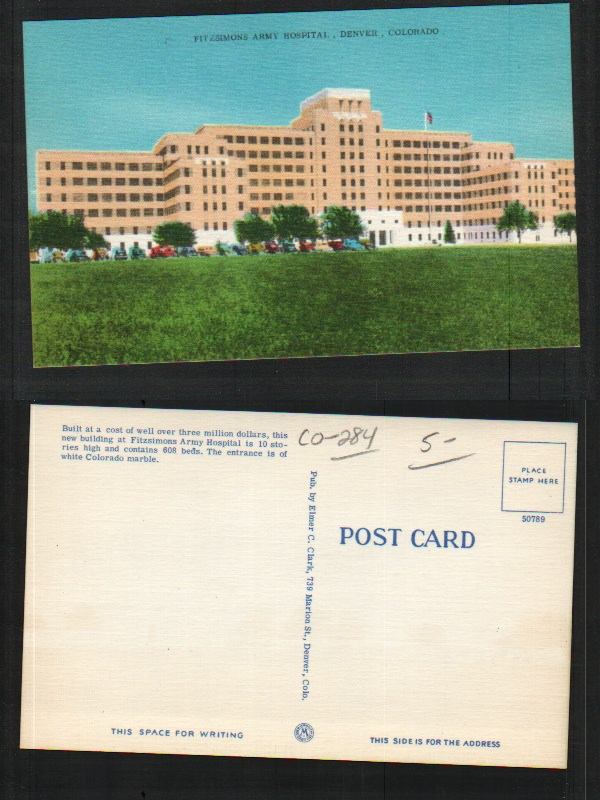 FITZSIMONS ARMY HOSPITAL, DENVER, COLORADO
Built at a cost of well over three million dollars, this
new building at Fitzsimons Army Hospital is 10 sto-
ries high and contains 608 beds. The entrance is of
white Colorado marble.
CO-284
5-
PLACE
STAMP HERE
50789
Pub. by Elmer C. Clark, 739 Marion St., Denver, Colo.
POST CARD
THIS SPACE FOR WRITING
M
THIS SIDE IS FOR THE ADDRESS